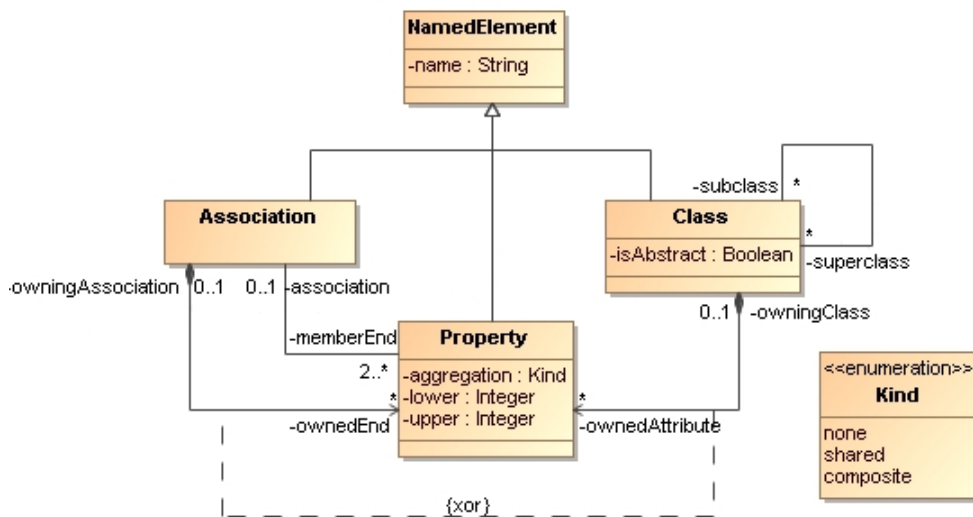 NamedElement
-name : String
-subclass *
Association
Class
*
-isAbstract : Boolean
-superclass
-owningAssociation 0..1 0..1 -association
0..1 -owningClass
-memberEnd
Property
2..*
<<enumeration>>
-aggregation : Kind
Kind
* -lower : Integer *
-ownedEnd -upper : Integer -ownedAttribute
none
shared
composite
{xor}